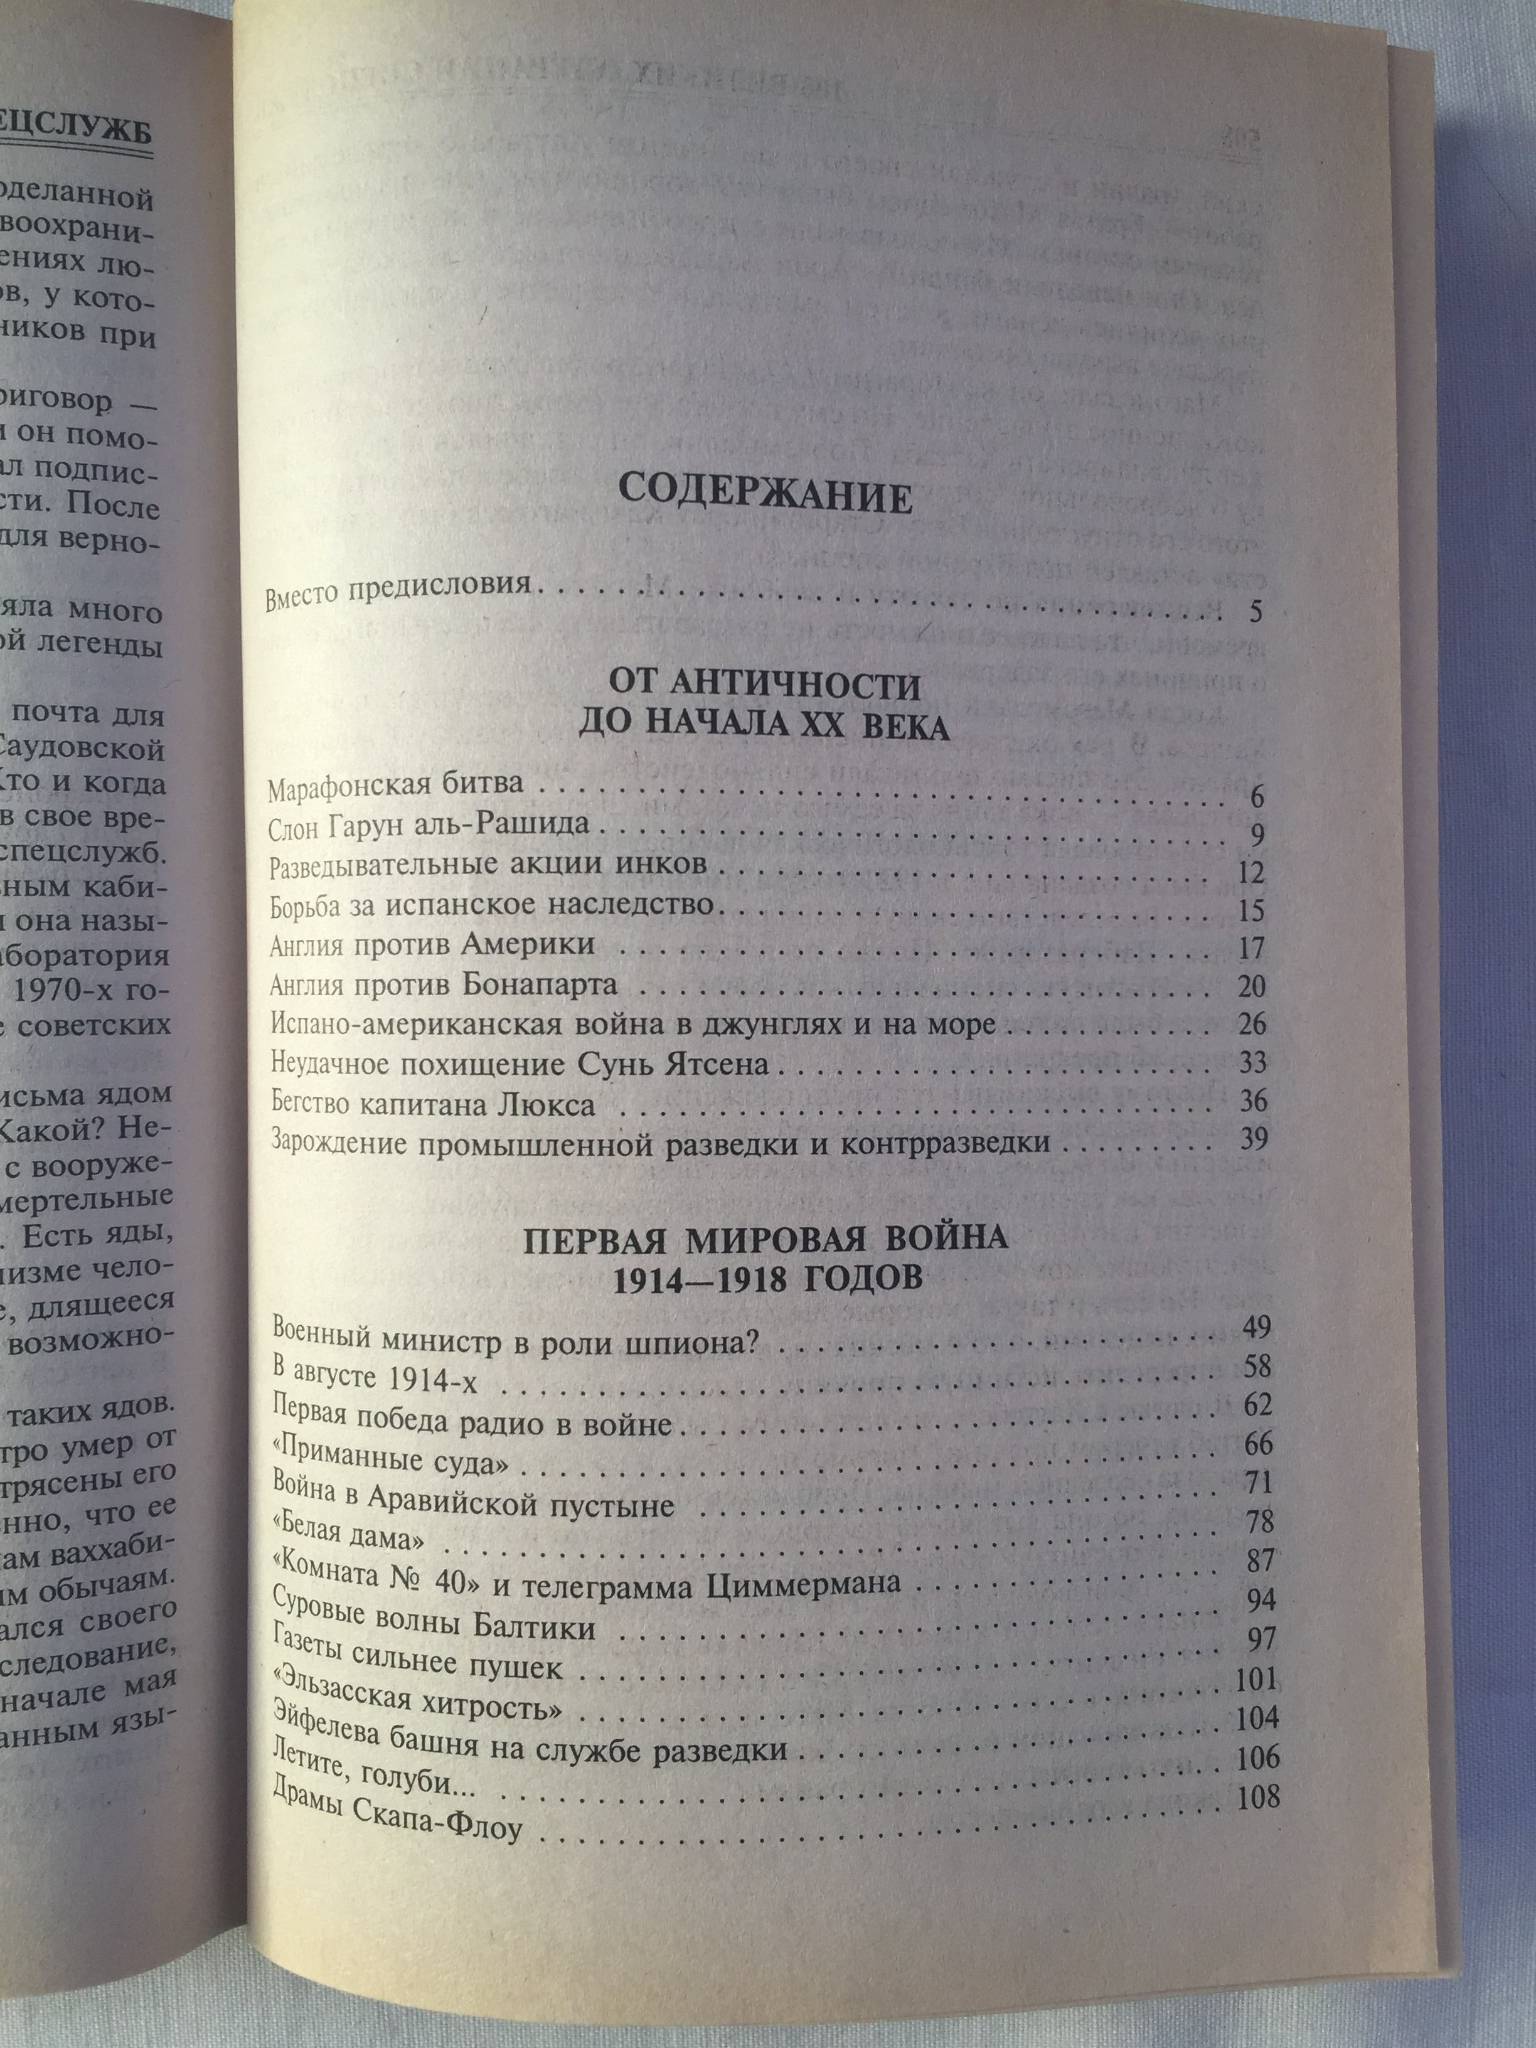 ЕЦСЛУЖБ
оделанной
воохрани-
ениях лю-
ов, у кото-
ников при
риговор —
и он помо-
ал подпис-
сти. После
для верно-
яла много
ой легенды
почта для
Саудовской
Кто и когда
в свое вре-
спецслужб.
ьным каби-
и она назы-
аборатория
1970-х го-
е советских
исьма ядом
Какой? Не-
с вооруже-
мертельные
. Есть яды,
низме чело-
е, длящееся
возможно-
таких ядов.
тро умер от
трясены его
енно, что ее
нам ваххаби-
им обычаям.
ался своего
сследование,
начале мая
анным язы-
СОДЕРЖАНИЕ
Вместо предисловия . . . . . . . . . . 5
ОТ АНТИЧНОСТИ
ДО НАЧАЛА XX ВЕКА
Марафонская битва . . . . . . . . . . 6
Слон Гарун аль-Рашида . . . . . . . . . . 9
Разведывательные акции инков . . . . . . . . . . 12
Борьба за испанское наследство . . . . . . . . . . 15
Англия против Америки . . . . . . . . . . 17
Англия против Бонапарта . . . . . . . . . . 20
Испано-американская война в джунглях и на море . . . . . . . . . . 26
Неудачное похищение Сунь Ятсена . . . . . . . . . . 33
Бегство капитана Люкса . . . . . . . . . . 36
Зарождение промышленной разведки и контрразведки . . . . . . . . . 39
ПЕРВАЯ МИРОВАЯ ВОЙНА
1914—1918 ГОДОВ
Военный министр в роли шпиона? . . . . . . . . . . 49
В августе 1914-х . . . . . . . . . . 58
Первая победа радио в войне . . . . . . . . . . 62
«Приманные суда» . . . . . . . . . . 66
Война в Аравийской пустыне . . . . . . . . . . 71
«Белая дама» . . . . . . . . . . 78
«Комната № 40» и телеграмма Циммермана . . . . . . . . . . 87
Суровые волны Балтики . . . . . . . . . . 94
Газеты сильнее пушек . . . . . . . . . . 97
«Эльзасская хитрость» . . . . . . . . . . 101
Эйфелева башня на службе разведки . . . . . . . . . . 104
Летите, голуби... . . . . . . . . . . 106
Драмы Скапа-Флоу . . . . . . . . . . 108